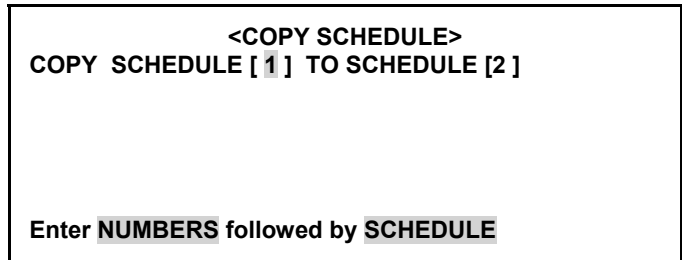 <COPY SCHEDULE>
COPY SCHEDULE [ 1 ] TO SCHEDULE [2 ]
Enter NUMBERS followed by SCHEDULE